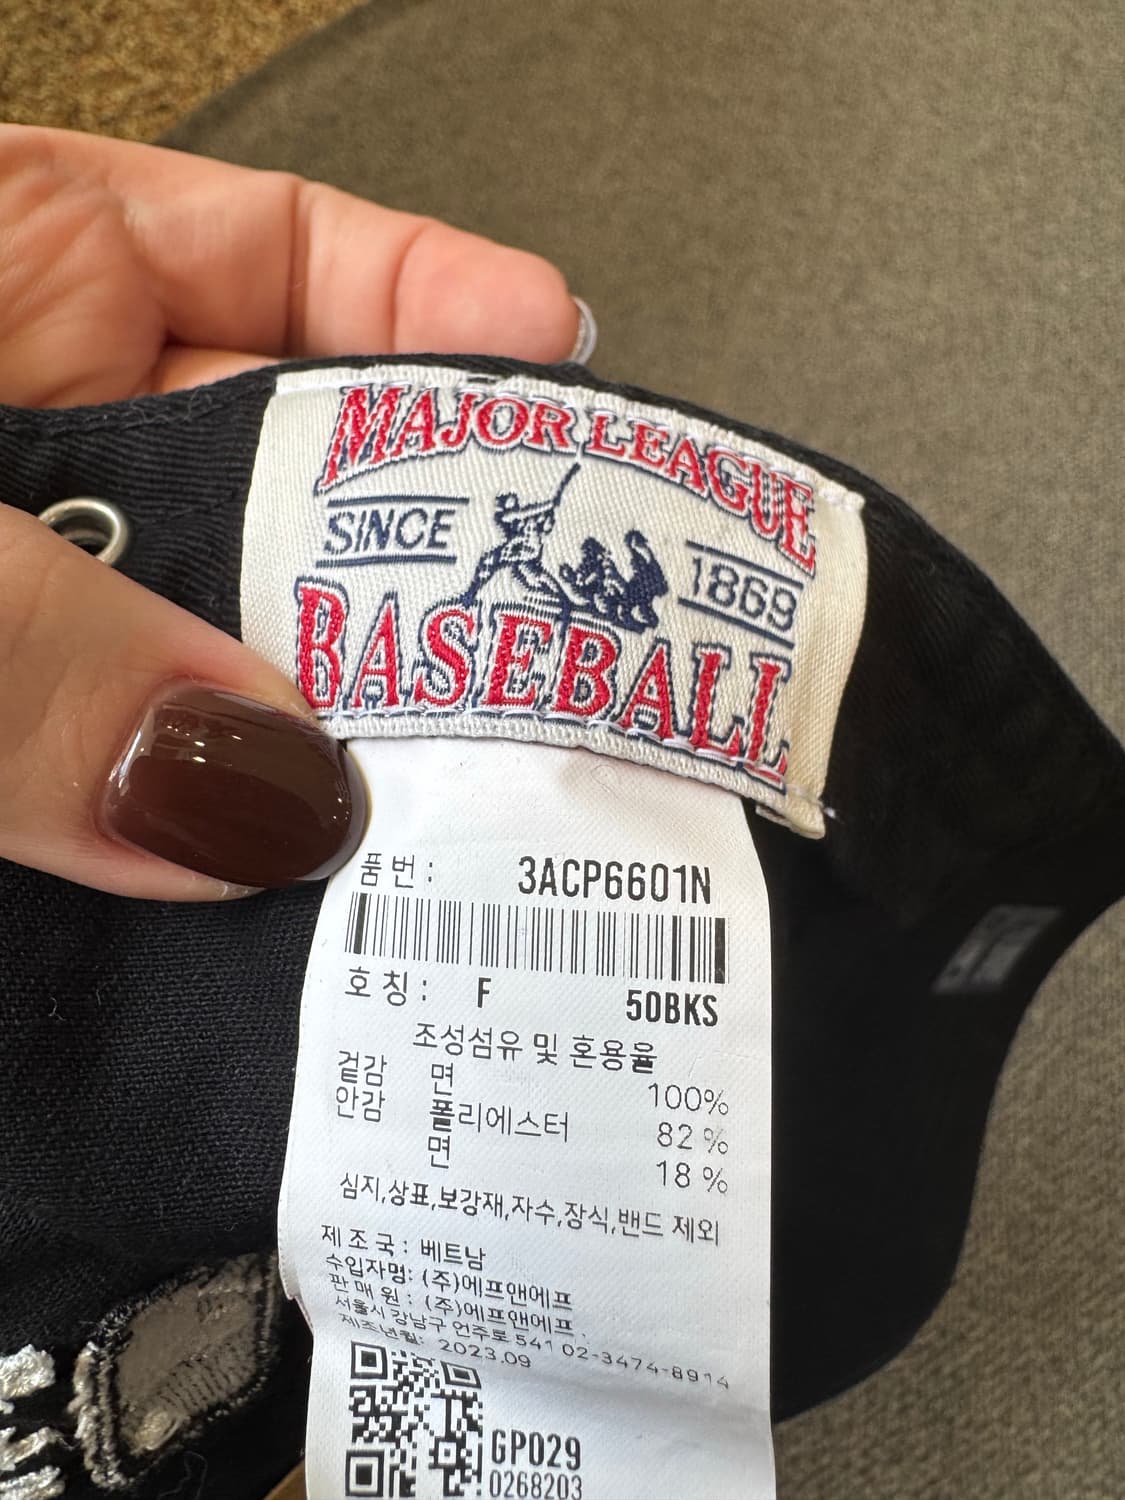 MAJOR LEAGUE
SINCE 1869
BASEBALL
품번 : 3ACP6601N
호칭 : F 50BKS
조성섬유 및 혼용율
겉감 면 100%
안감 폴리에스터 82%
면 18%
심지,상표,보강재,자수,장식,밴드 제외
제조국 : 베트남
수입자명: (주)에프앤에프
판매원 : (주)에프앤에프
서울시 강남구 언주로 541 02-3474-8914
제조년월: 2023.09
GP029
0268203